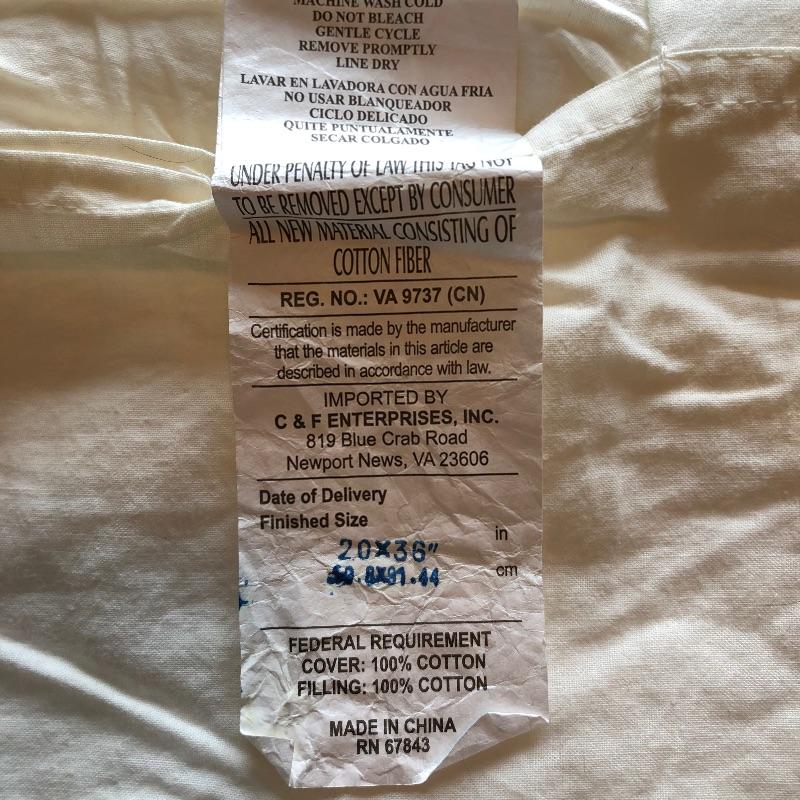 MACHINE WASH COLD
DO NOT BLEACH
GENTLE CYCLE
REMOVE PROMPTLY
LINE DRY
LAVAR EN LAVADORA CON AGUA FRIA
NO USAR BLANQUEADOR
CICLO DELICADO
QUITE PUNTUALAMENTE
SECAR COLGADO
UNDER PENALTY OF LAW THIS TAG NOT
TO BE REMOVED EXCEPT BY CONSUMER
ALL NEW MATERIAL CONSISTING OF
COTTON FIBER
REG. NO.: VA 9737 (CN)
Certification is made by the manufacturer
that the materials in this article are
described in accordance with law.
IMPORTED BY
C & F ENTERPRISES, INC.
819 Blue Crab Road
Newport News, VA 23606
Date of Delivery
Finished Size
in
20X36"
50.8X91.44
cm
FEDERAL REQUIREMENT
COVER: 100% COTTON
FILLING: 100% COTTON
MADE IN CHINA
RN 67843